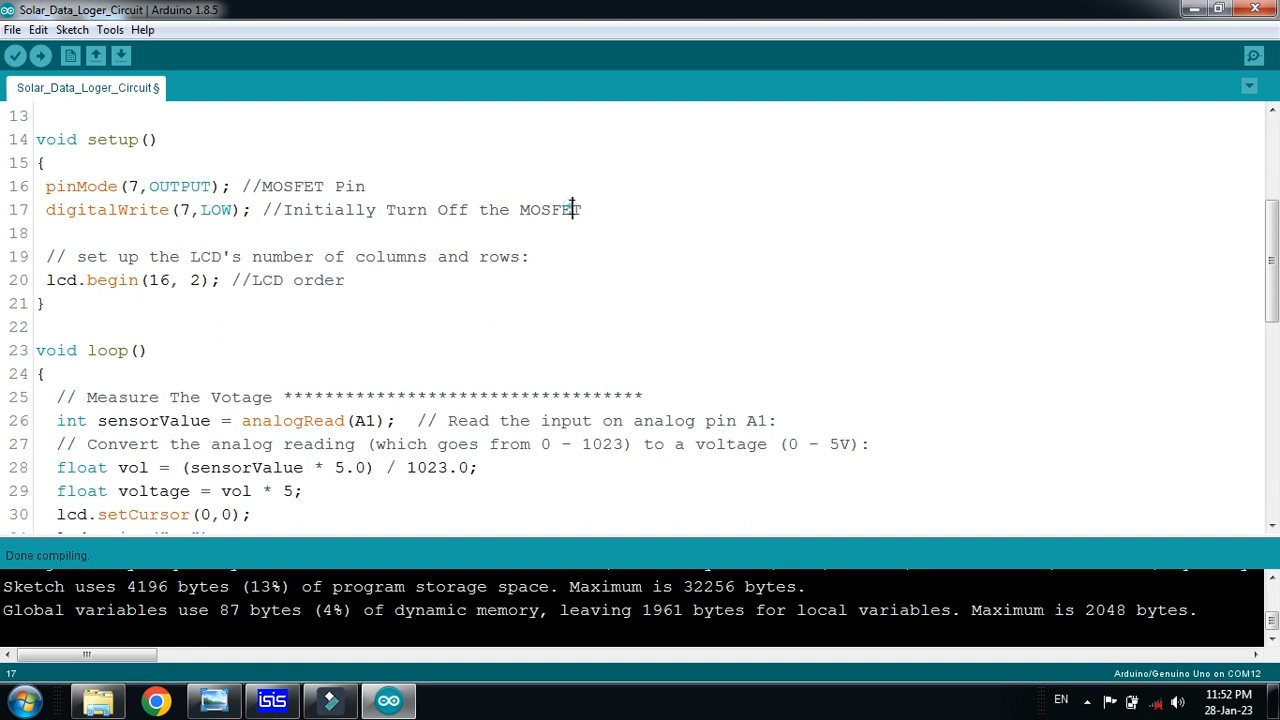 Solar_Data_Loger_Circuit | Arduino 1.8.5
File Edit Sketch Tools Help
Solar_Data_Loger_Circuit §
13
14 void setup()
15 {
16 pinMode(7,OUTPUT); //MOSFET Pin
17 digitalWrite(7,LOW); //Initially Turn Off the MOSFET
18
19 // set up the LCD's number of columns and rows:
20 lcd.begin(16, 2); //LCD order
21 }
22
23 void loop()
24 {
25 // Measure The Votage ***********************************
26 int sensorValue = analogRead(A1); // Read the input on analog pin A1:
27 // Convert the analog reading (which goes from 0 - 1023) to a voltage (0 - 5V):
28 float vol = (sensorValue * 5.0) / 1023.0;
29 float voltage = vol * 5;
30 lcd.setCursor(0,0);
Done compiling.
Sketch uses 4196 bytes (13%) of program storage space. Maximum is 32256 bytes.
Global variables use 87 bytes (4%) of dynamic memory, leaving 1961 bytes for local variables. Maximum is 2048 bytes.
17 Arduino/Genuino Uno on COM12
isis EN 11:52 PM
28-Jan-23